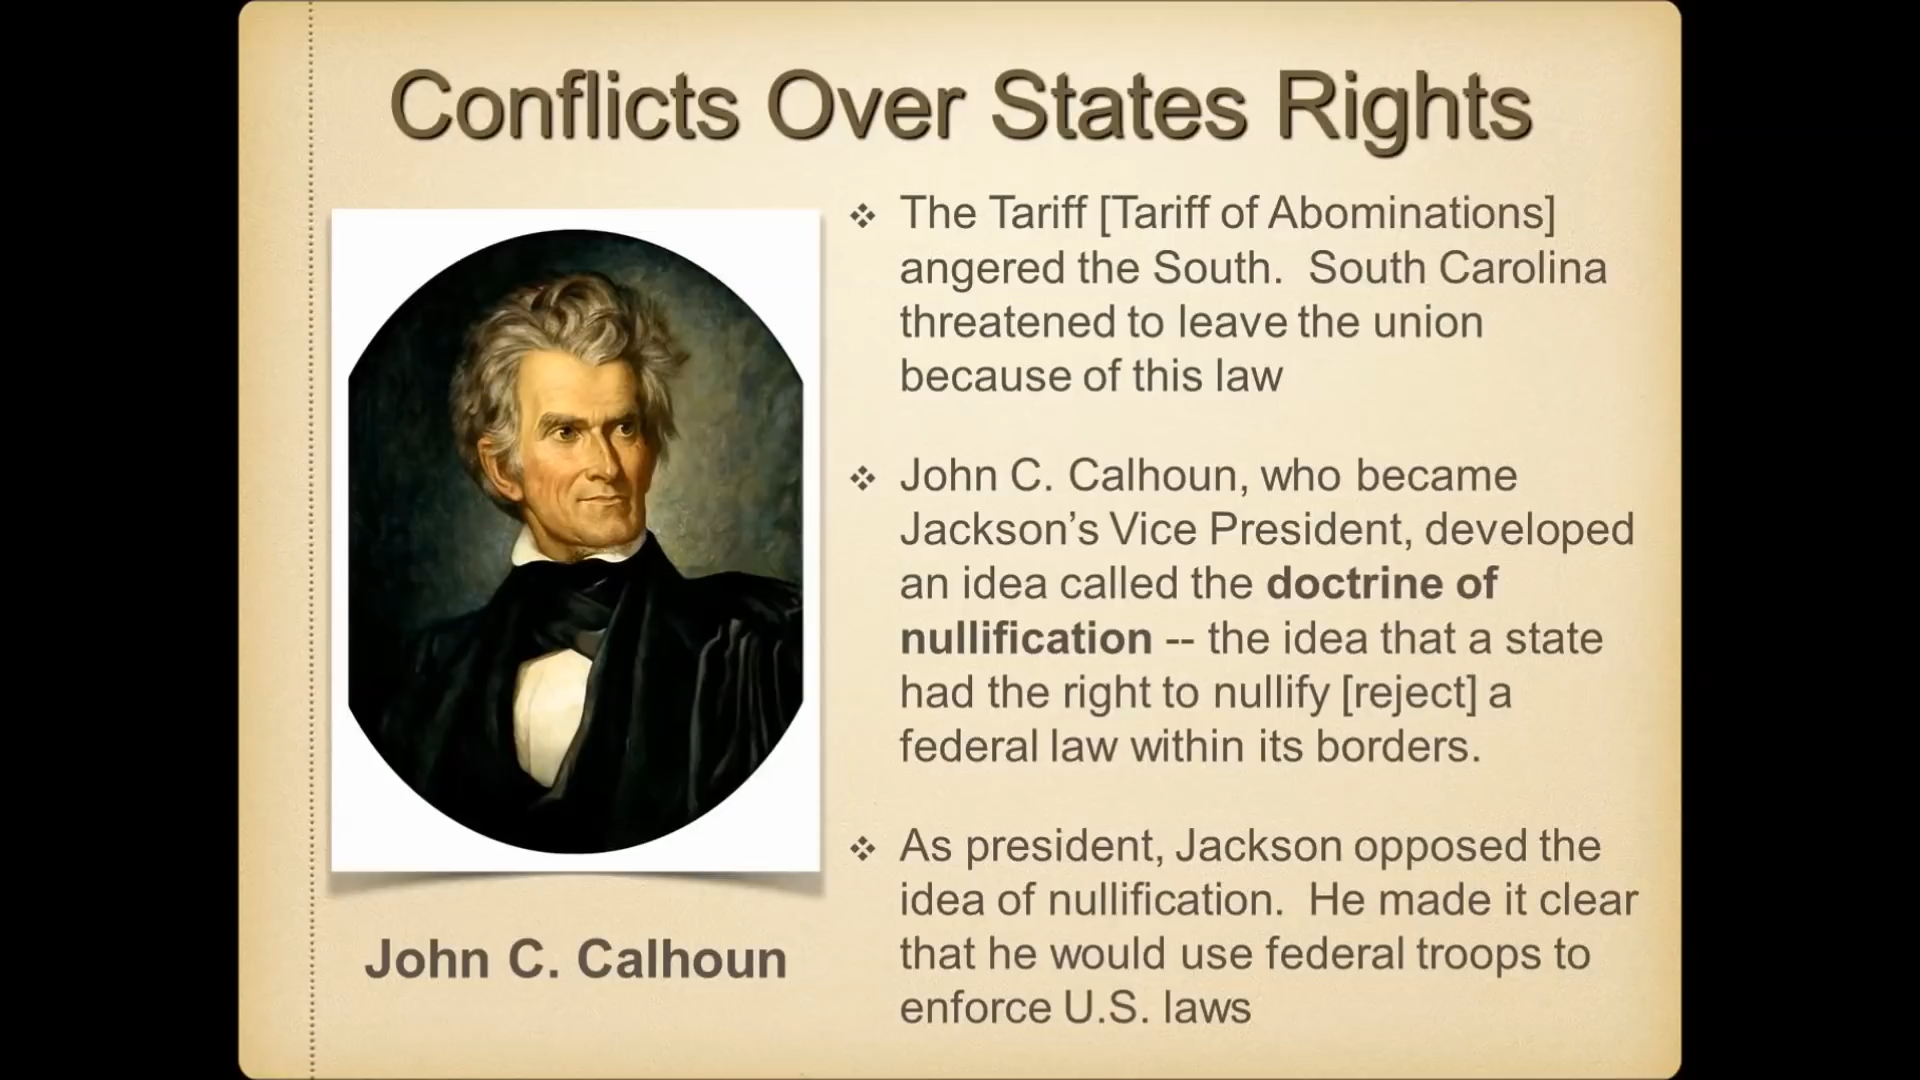 Conflicts Over States Rights
❖ The Tariff [Tariff of Abominations]
angered the South.  South Carolina
threatened to leave the union
because of this law
❖ John C. Calhoun, who became
Jackson’s Vice President, developed
an idea called the doctrine of
nullification -- the idea that a state
had the right to nullify [reject] a
federal law within its borders.
❖ As president, Jackson opposed the
idea of nullification.  He made it clear
that he would use federal troops to
enforce U.S. laws
John C. Calhoun